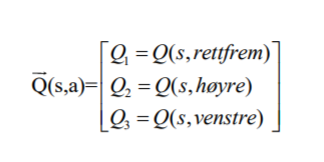 Q₁ = Q(s, rettfrem)
Q⃗(s,a)= Q₂ = Q(s, høyre)
Q₃ = Q(s, venstre)